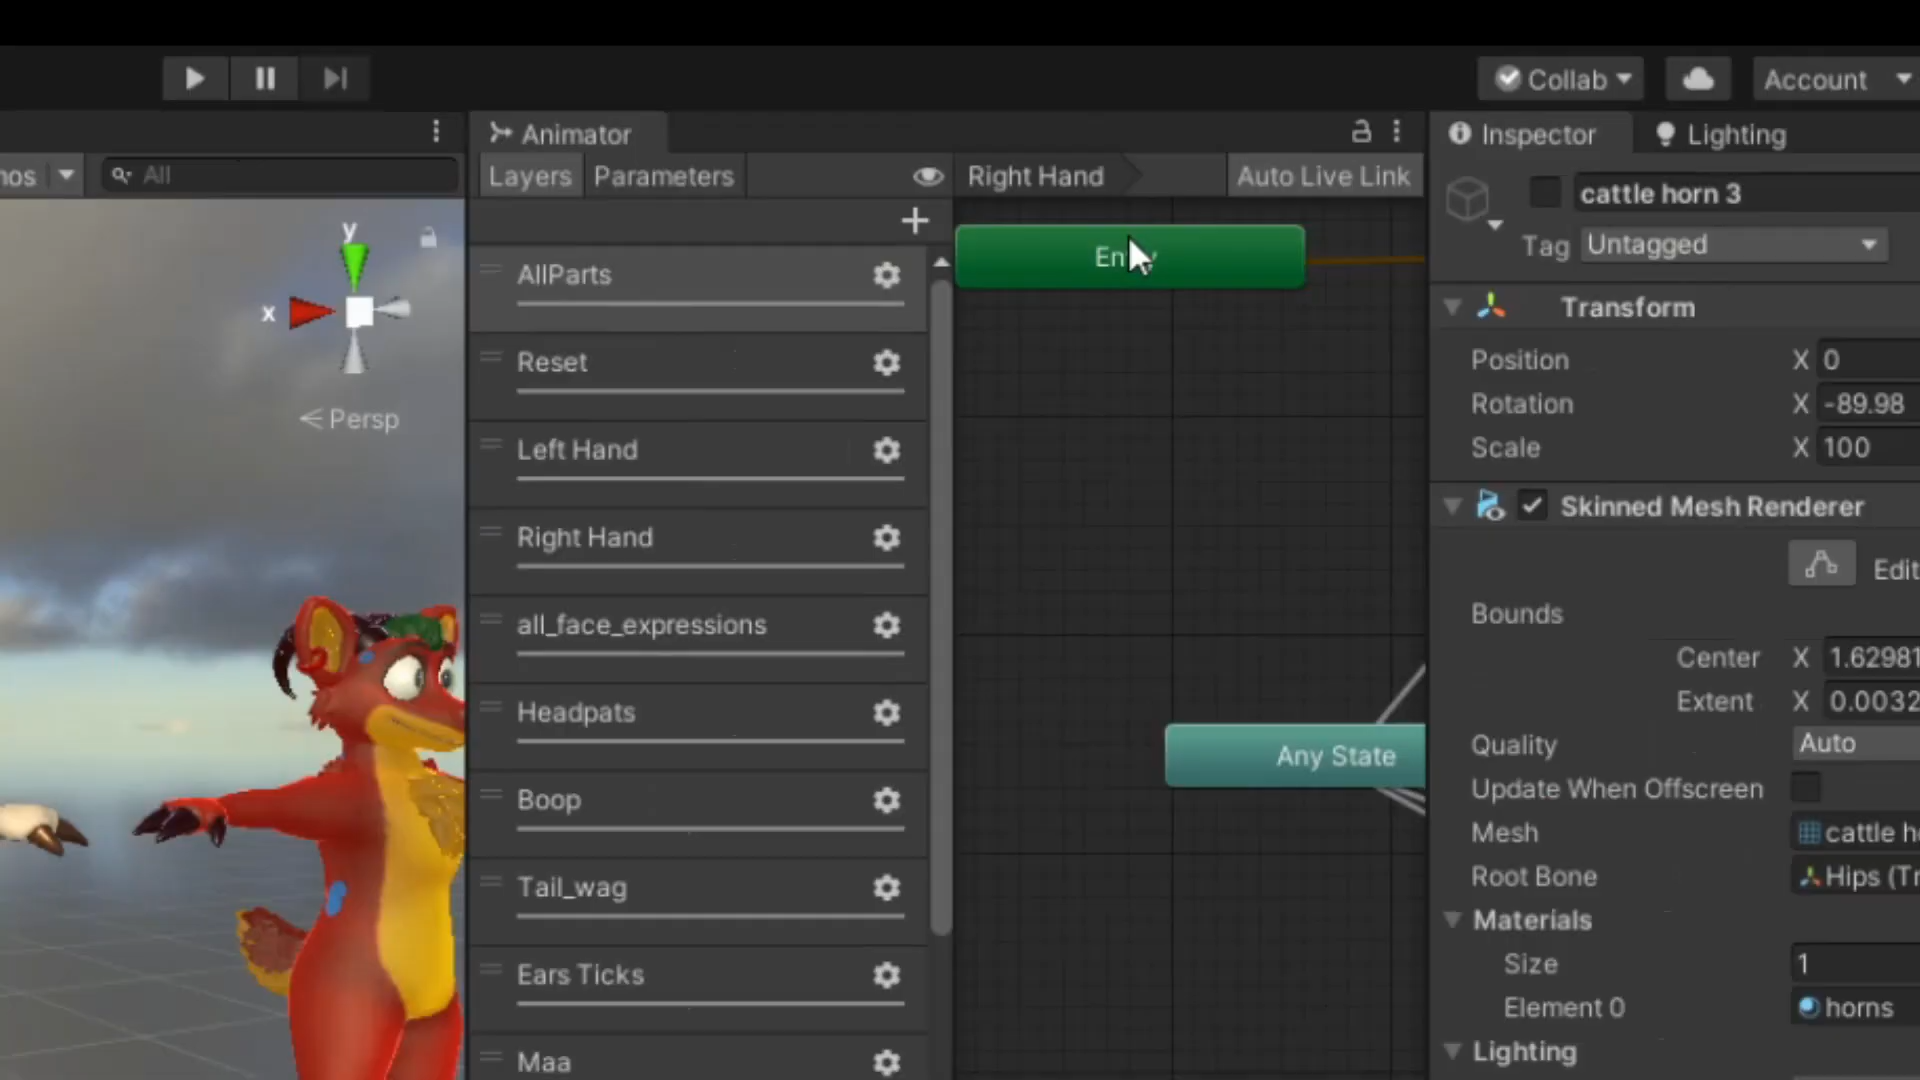 Collab
Account
Animator
Inspector
Lighting
All
Layers
Parameters
Right Hand
Auto Live Link
cattle horn 3
Tag
Untagged
y
x
Persp
AllParts
Reset
Left Hand
Right Hand
all_face_expressions
Headpats
Boop
Tail_wag
Ears Ticks
Maa
Any State
Transform
Position X 0
Rotation X -89.98
Scale X 100
Skinned Mesh Renderer
Edit
Bounds
Center X 1.62981
Extent X 0.0032
Quality Auto
Update When Offscreen
Mesh cattle
Root Bone Hips
Materials
Size 1
Element 0 horns
Lighting